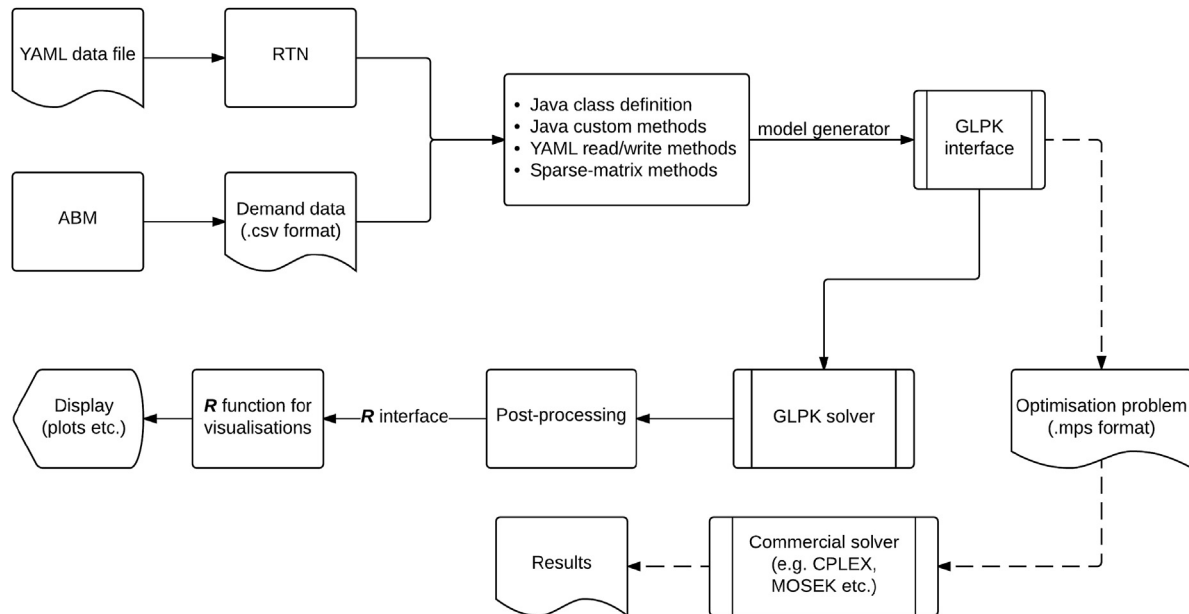 YAML data file
RTN
• Java class definition
• Java custom methods
• YAML read/write methods
• Sparse-matrix methods
model generator
GLPK
interface
ABM
Demand data
(.csv format)
Display
(plots etc.)
R function for
visualisations
R interface
Post-processing
GLPK solver
Optimisation problem
(.mps format)
Results
Commercial solver
(e.g. CPLEX,
MOSEK etc.)